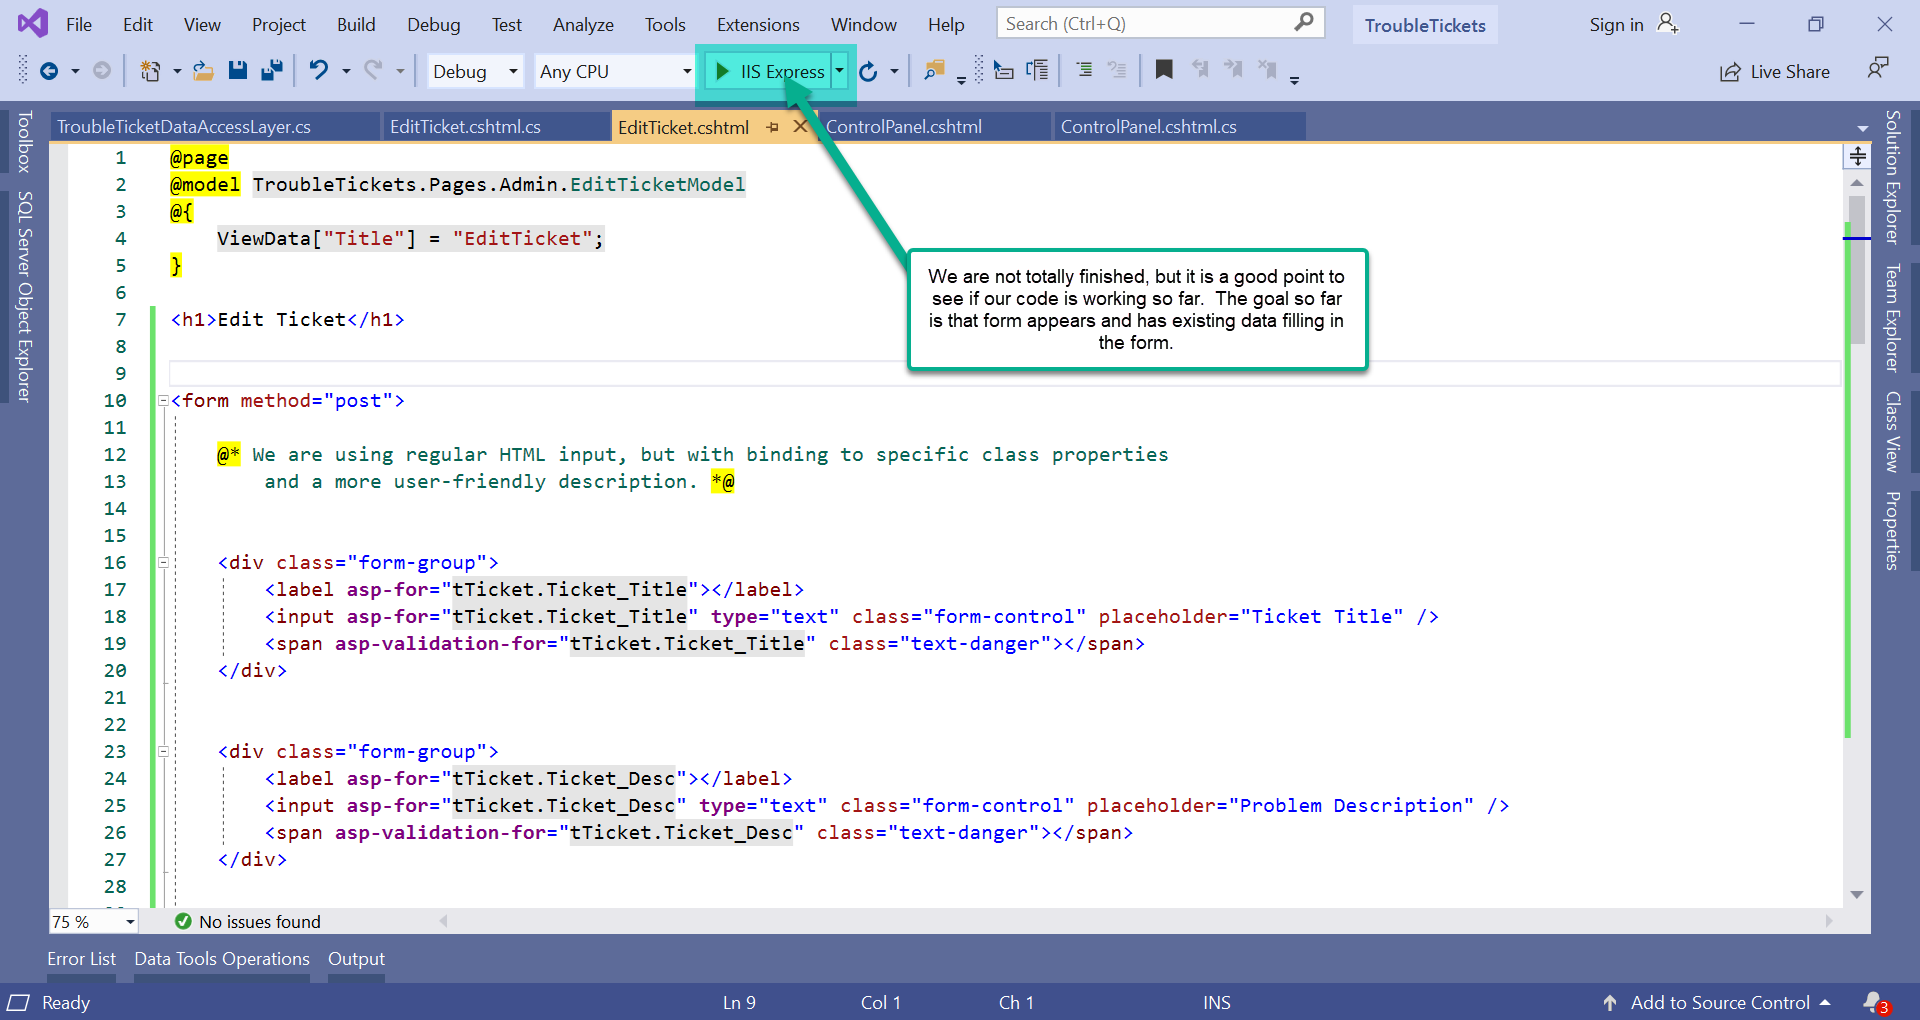 File Edit View Project Build Debug Test Analyze Tools Extensions Window Help Search (Ctrl+Q) TroubleTickets Sign in
Debug Any CPU IIS Express Live Share
TroubleTicketDataAccessLayer.cs EditTicket.cshtml.cs EditTicket.cshtml ControlPanel.cshtml ControlPanel.cshtml.cs
Toolbox
SQL Server Object Explorer
1 @page
2 @model TroubleTickets.Pages.Admin.EditTicketModel
3 @{
4 ViewData["Title"] = "EditTicket";
5 }
6
7 <h1>Edit Ticket</h1>
8
9
10 <form method="post">
11
12 @* We are using regular HTML input, but with binding to specific class properties
13 and a more user-friendly description. *@
14
15
16 <div class="form-group">
17 <label asp-for="tTicket.Ticket_Title"></label>
18 <input asp-for="tTicket.Ticket_Title" type="text" class="form-control" placeholder="Ticket Title" />
19 <span asp-validation-for="tTicket.Ticket_Title" class="text-danger"></span>
20 </div>
21
22
23 <div class="form-group">
24 <label asp-for="tTicket.Ticket_Desc"></label>
25 <input asp-for="tTicket.Ticket_Desc" type="text" class="form-control" placeholder="Problem Description" />
26 <span asp-validation-for="tTicket.Ticket_Desc" class="text-danger"></span>
27 </div>
28
We are not totally finished, but it is a good point to
see if our code is working so far. The goal so far
is that form appears and has existing data filling in
the form.
Solution Explorer
Team Explorer
Class View
Properties
75 % No issues found
Error List Data Tools Operations Output
Ready Ln 9 Col 1 Ch 1 INS Add to Source Control 3